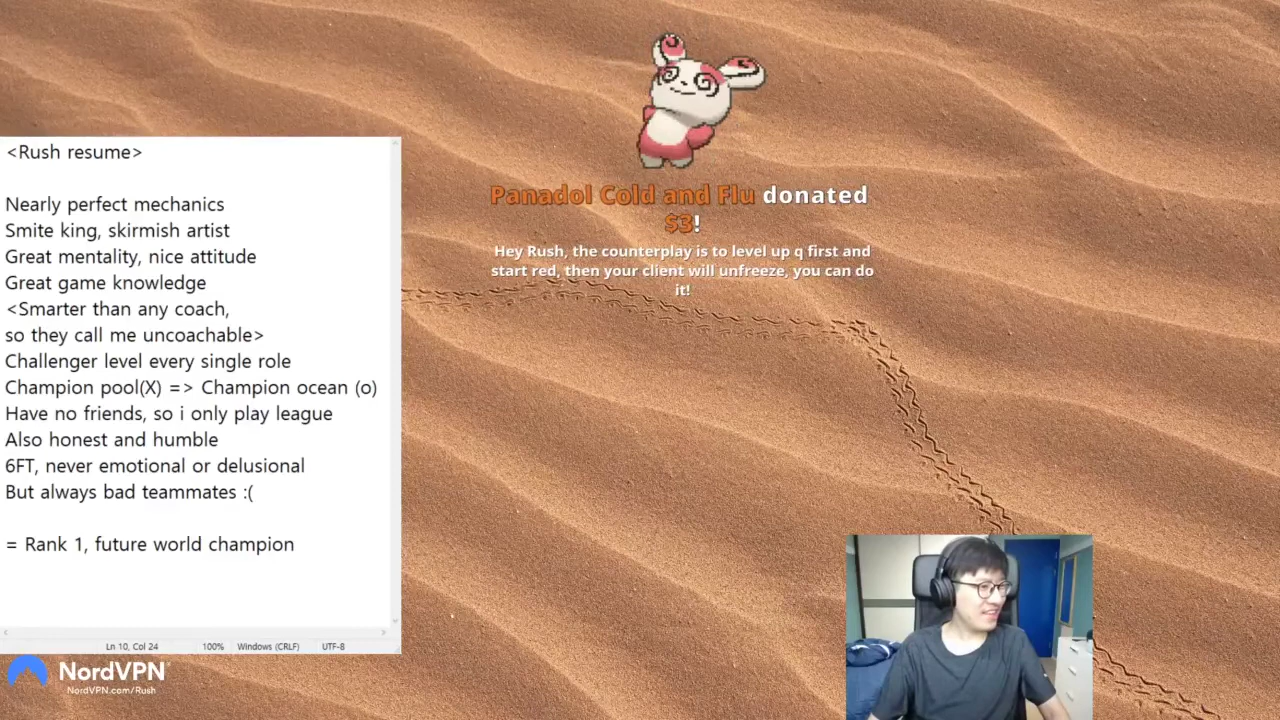 <Rush resume>
Nearly perfect mechanics
Smite king, skirmish artist
Great mentality, nice attitude
Great game knowledge
<Smarter than any coach,
so they call me uncoachable>
Challenger level every single role
Champion pool(X) => Champion ocean (o)
Have no friends, so i only play league
Also honest and humble
6FT, never emotional or delusional
But always bad teammates :(
= Rank 1, future world champion
Ln 10, Col 24 100% Windows (CRLF) UTF-8
NordVPN
NordVPN.com/Rush
Panadol Cold and Flu donated
$3!
Hey Rush, the counterplay is to level up q first and
start red, then your client will unfreeze, you can do
it!